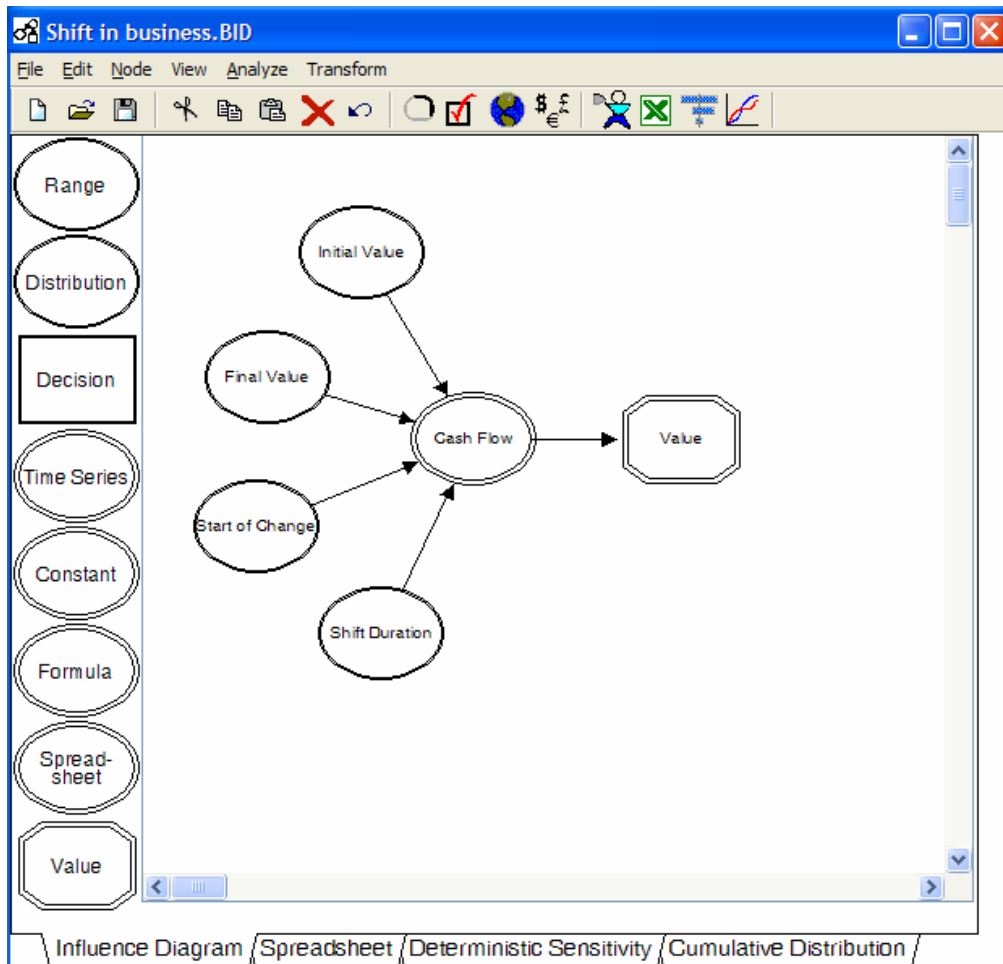 Shift in business.BID
File Edit Node View Analyze Transform
$ £
€
Range
Distribution
Decision
Time Series
Constant
Formula
Spread-
sheet
Value
Initial Value
Final Value
Cash Flow
Value
Start of Change
Shift Duration
Influence Diagram Spreadsheet Deterministic Sensitivity Cumulative Distribution